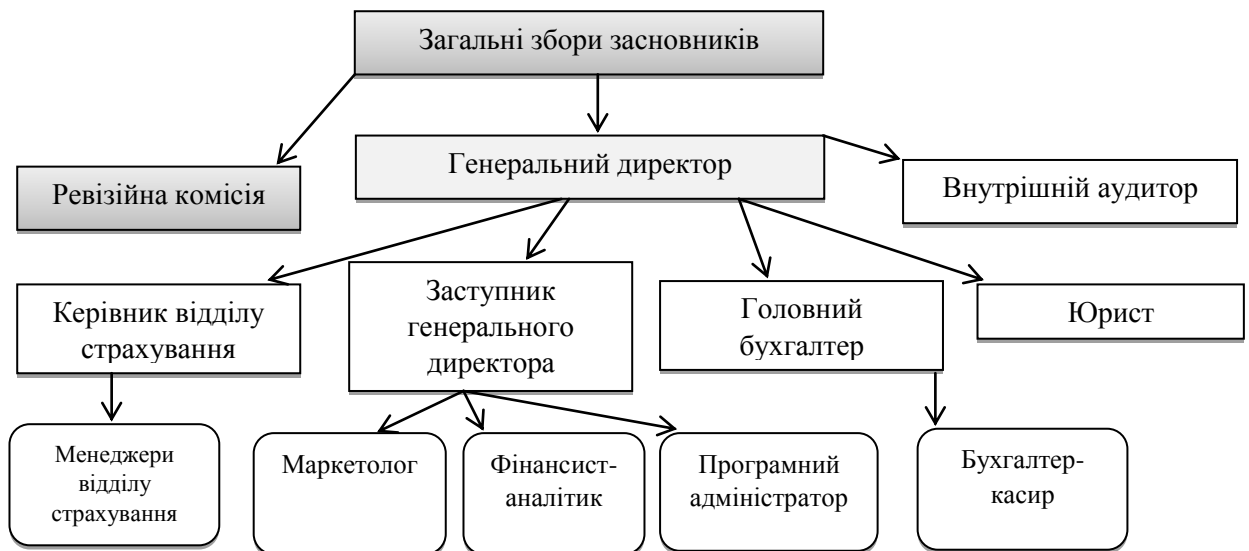 Загальні збори засновників
Генеральний директор
Ревізійна комісія
Внутрішній аудитор
Керівник відділу
страхування
Заступник
генерального
директора
Головний
бухгалтер
Юрист
Менеджери
відділу
страхування
Маркетолог
Фінансист-
аналітик
Програмний
адміністратор
Бухгалтер-
касир